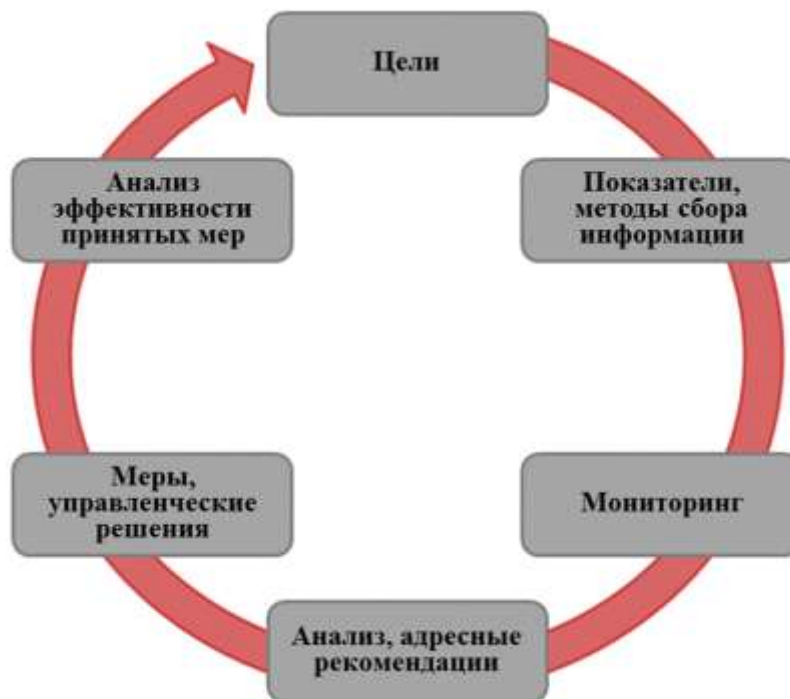 Цели
Показатели,
методы сбора
информации
Мониторинг
Анализ, адресные
рекомендации
Меры,
управленческие
решения
Анализ
эффективности
принятых мер